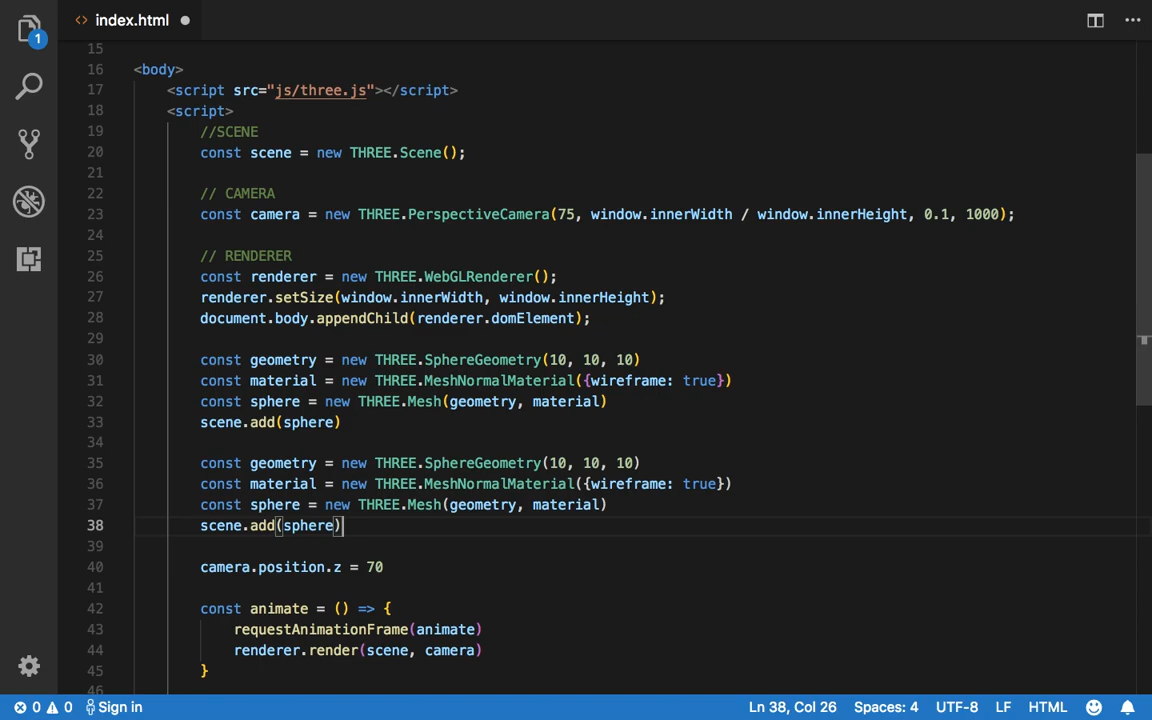 index.html
1
15
16 <body>
17 <script src="js/three.js"></script>
18 <script>
19 //SCENE
20 const scene = new THREE.Scene();
21
22 // CAMERA
23 const camera = new THREE.PerspectiveCamera(75, window.innerWidth / window.innerHeight, 0.1, 1000);
24
25 // RENDERER
26 const renderer = new THREE.WebGLRenderer();
27 renderer.setSize(window.innerWidth, window.innerHeight);
28 document.body.appendChild(renderer.domElement);
29
30 const geometry = new THREE.SphereGeometry(10, 10, 10)
31 const material = new THREE.MeshNormalMaterial({wireframe: true})
32 const sphere = new THREE.Mesh(geometry, material)
33 scene.add(sphere)
34
35 const geometry = new THREE.SphereGeometry(10, 10, 10)
36 const material = new THREE.MeshNormalMaterial({wireframe: true})
37 const sphere = new THREE.Mesh(geometry, material)
38 scene.add(sphere)
39
40 camera.position.z = 70
41
42 const animate = () => {
43 requestAnimationFrame(animate)
44 renderer.render(scene, camera)
45 }
46
0 0 Sign in Ln 38, Col 26 Spaces: 4 UTF-8 LF HTML